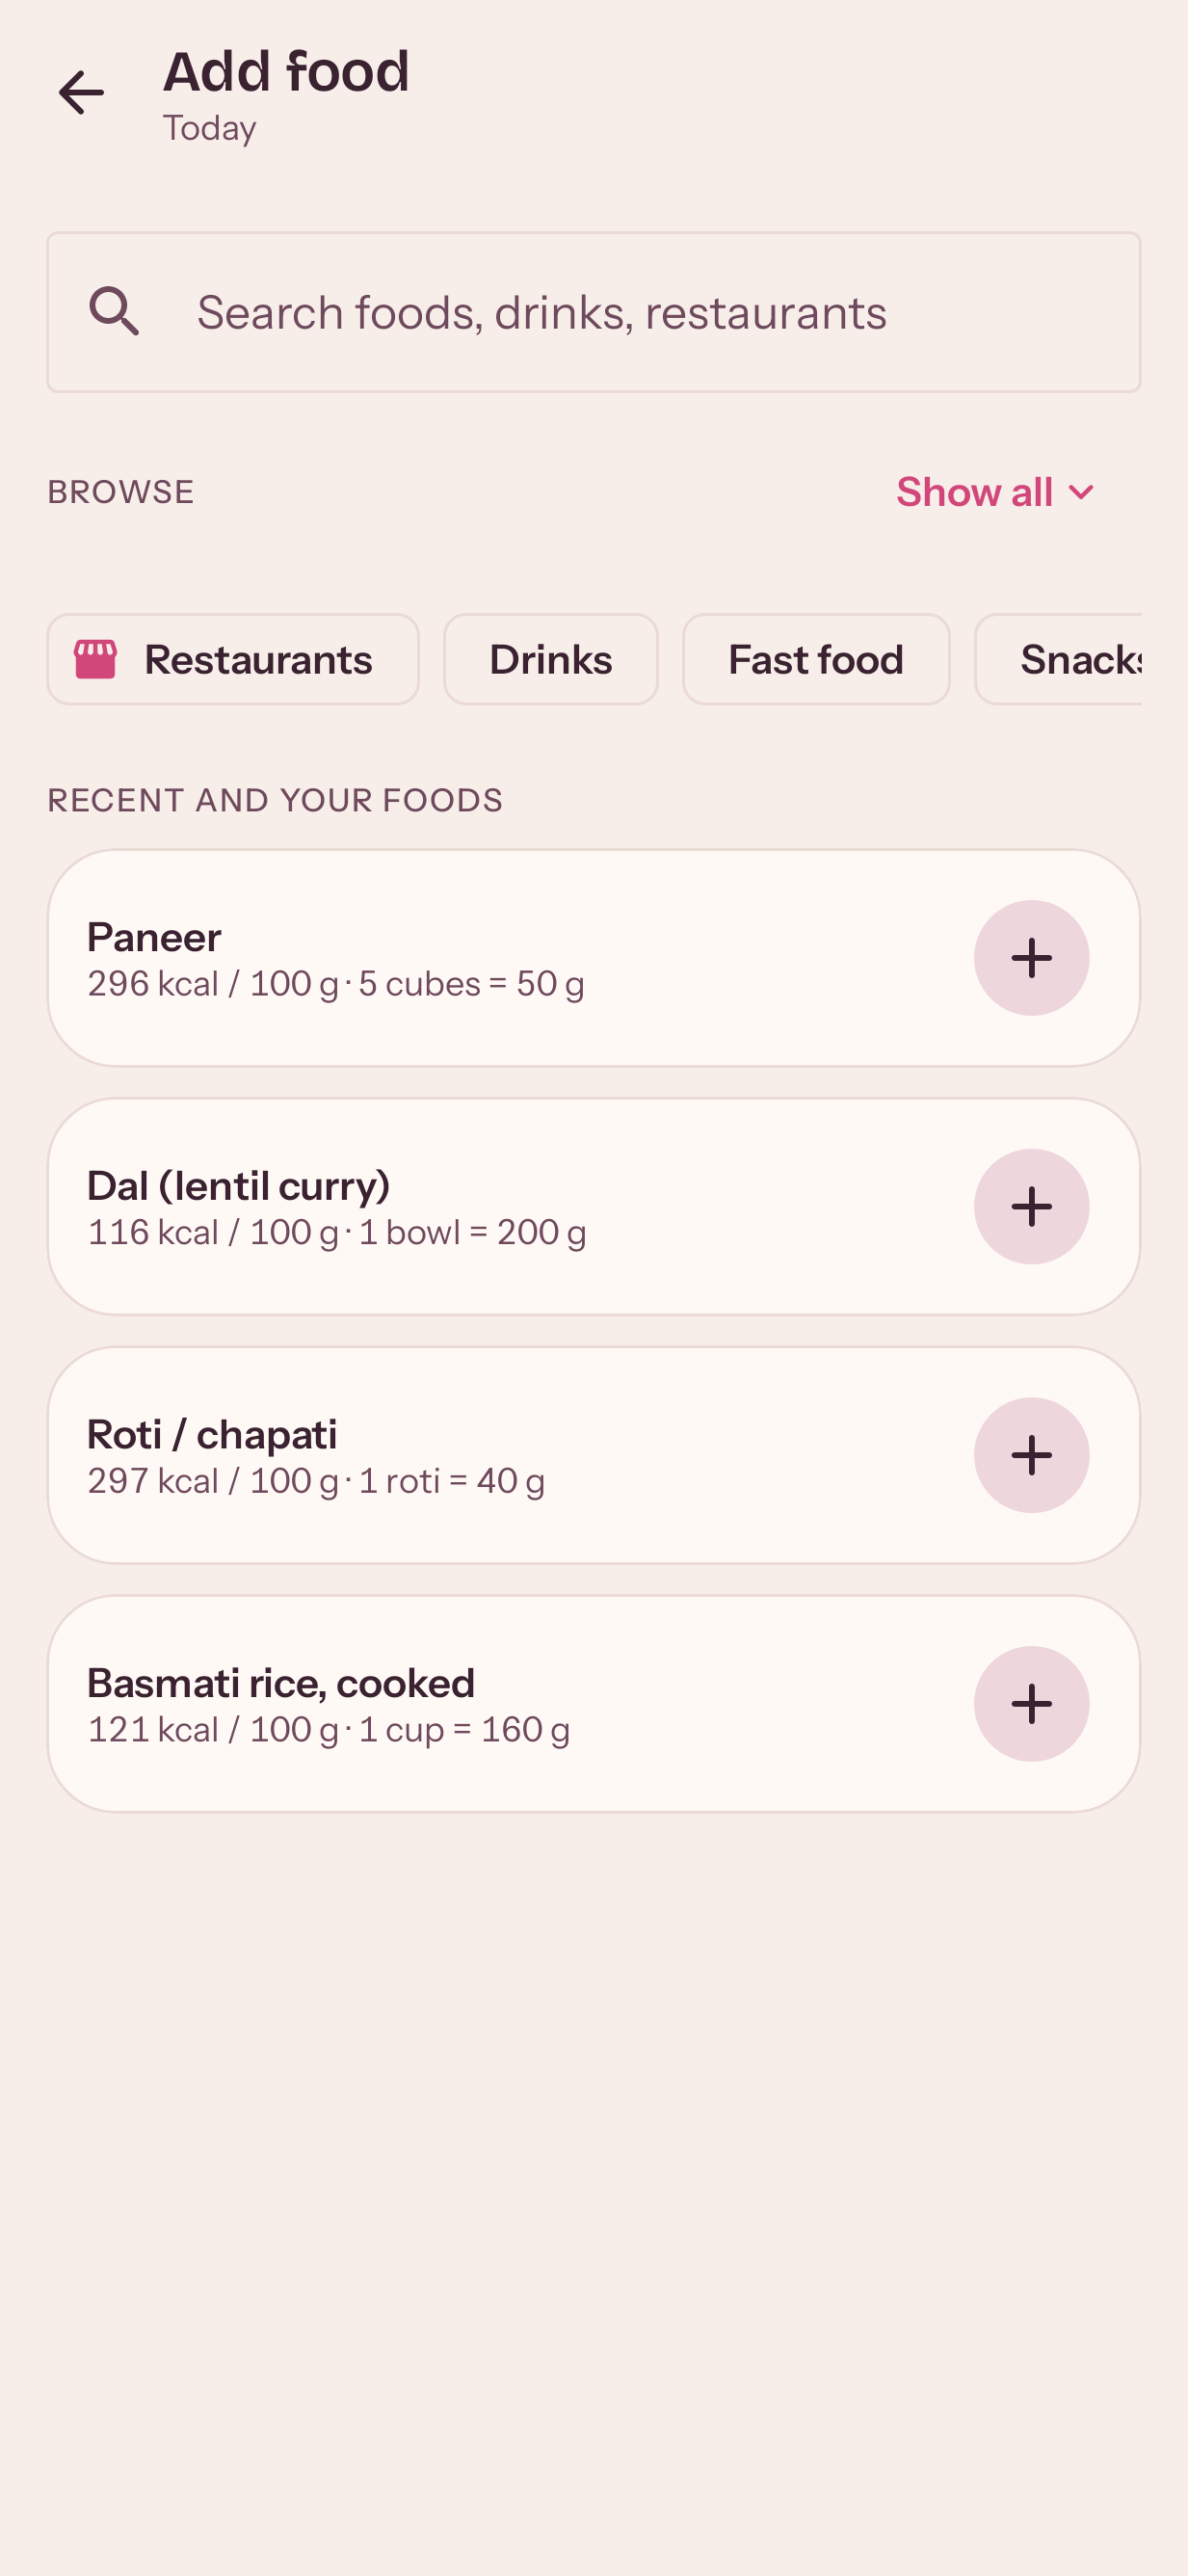 Add food
Today
Search foods, drinks, restaurants
BROWSE
Show all
Restaurants
Drinks
Fast food
Snacks
RECENT AND YOUR FOODS
Paneer
296 kcal / 100 g · 5 cubes = 50 g
Dal (lentil curry)
116 kcal / 100 g · 1 bowl = 200 g
Roti / chapati
297 kcal / 100 g · 1 roti = 40 g
Basmati rice, cooked
121 kcal / 100 g · 1 cup = 160 g